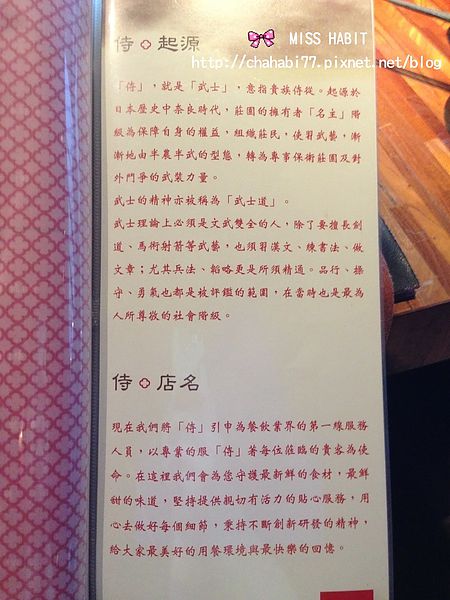 MISS HABIT
http://chahabi77.pixnet.net/blog
侍 起源
「侍」，就是「武士」，意指貴族侍從。起源於
日本歷史中奈良時代，莊園的擁有者「名主」階
級為保障自身的權益，組織莊民，使習武藝，漸
漸地由半農半武的型態，轉為專事保衛莊園及對
外鬥爭的武裝力量。
武士的精神亦被稱為「武士道」。
武士理論上必須是文武雙全的人，除了要擅長劍
道、馬術射箭等武藝，也須習漢文、練書法、做
文章；尤其兵法、韜略更是所須精通。品行、操
守、勇氣也都是被評鑑的範圍，在當時也是最為
人所尊敬的社會階級。
侍 店名
現在我們將「侍」引申為餐飲業界的第一線服務
人員，以專業的服「侍」著每位蒞臨的貴客為使
命。在這裡我們會為您守護最新鮮的食材，最鮮
甜的味道，堅持提供親切有活力的貼心服務，用
心去做好每個細節，秉持不斷創新研發的精神，
給大家最美好的用餐環境與最快樂的回憶。